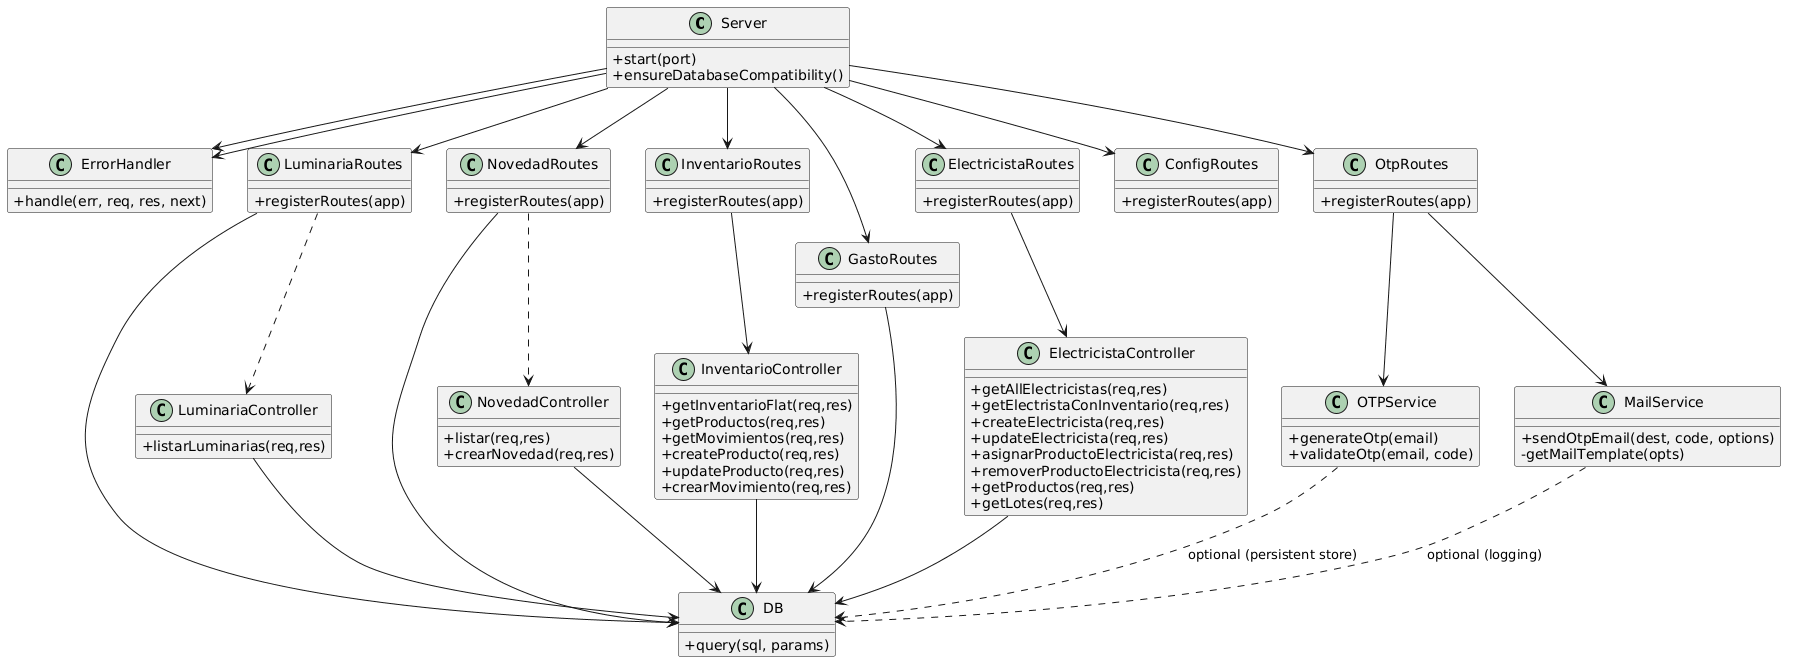 C Server
+start(port)
+ensureDatabaseCompatibility()
C ErrorHandler
+handle(err, req, res, next)
C LuminariaRoutes
+registerRoutes(app)
C NovedadRoutes
+registerRoutes(app)
C InventarioRoutes
+registerRoutes(app)
C ElectricistaRoutes
+registerRoutes(app)
C ConfigRoutes
+registerRoutes(app)
C OtpRoutes
+registerRoutes(app)
C GastoRoutes
+registerRoutes(app)
C LuminariaController
+listarLuminarias(req,res)
C NovedadController
+listar(req,res)
+crearNovedad(req,res)
C InventarioController
+getInventarioFlat(req,res)
+getProductos(req,res)
+getMovimientos(req,res)
+createProducto(req,res)
+updateProducto(req,res)
+crearMovimiento(req,res)
C ElectricistaController
+getAllElectricistas(req,res)
+getElectristaConInventario(req,res)
+createElectricista(req,res)
+updateElectricista(req,res)
+asignarProductoElectricista(req,res)
+removerProductoElectricista(req,res)
+getProductos(req,res)
+getLotes(req,res)
C OTPService
+generateOtp(email)
+validateOtp(email, code)
C MailService
+sendOtpEmail(dest, code, options)
-getMailTemplate(opts)
optional (persistent store)
optional (logging)
C DB
+query(sql, params)